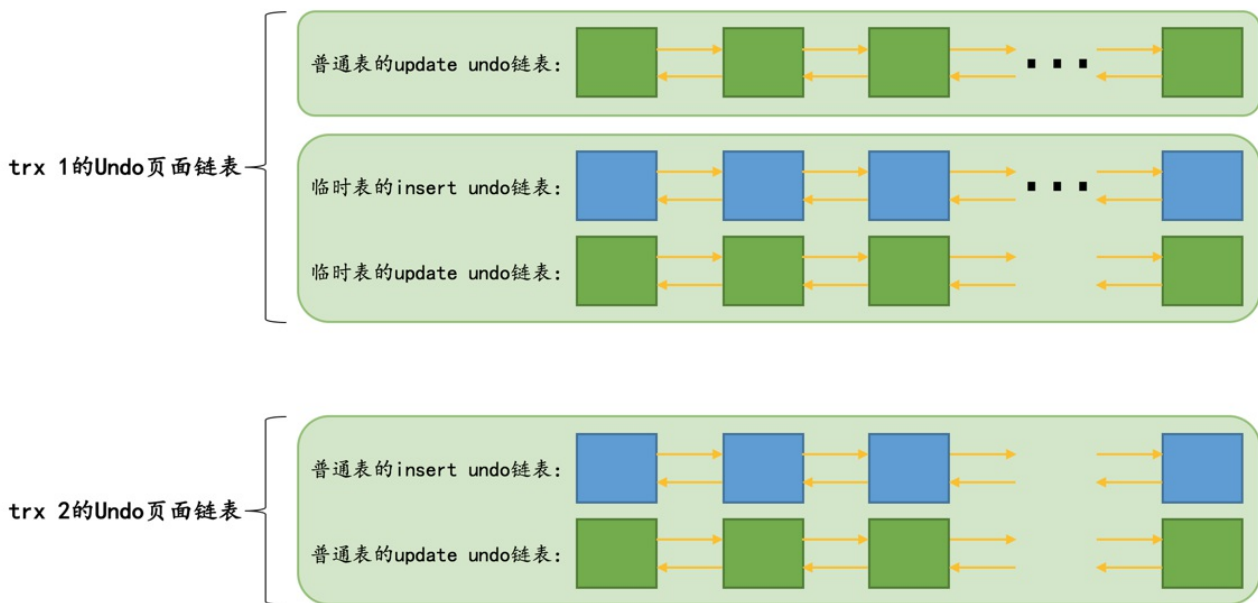 普通表的update undo链表:
trx 1的Undo页面链表
临时表的insert undo链表:
临时表的update undo链表:
普通表的insert undo链表:
trx 2的Undo页面链表
普通表的update undo链表: